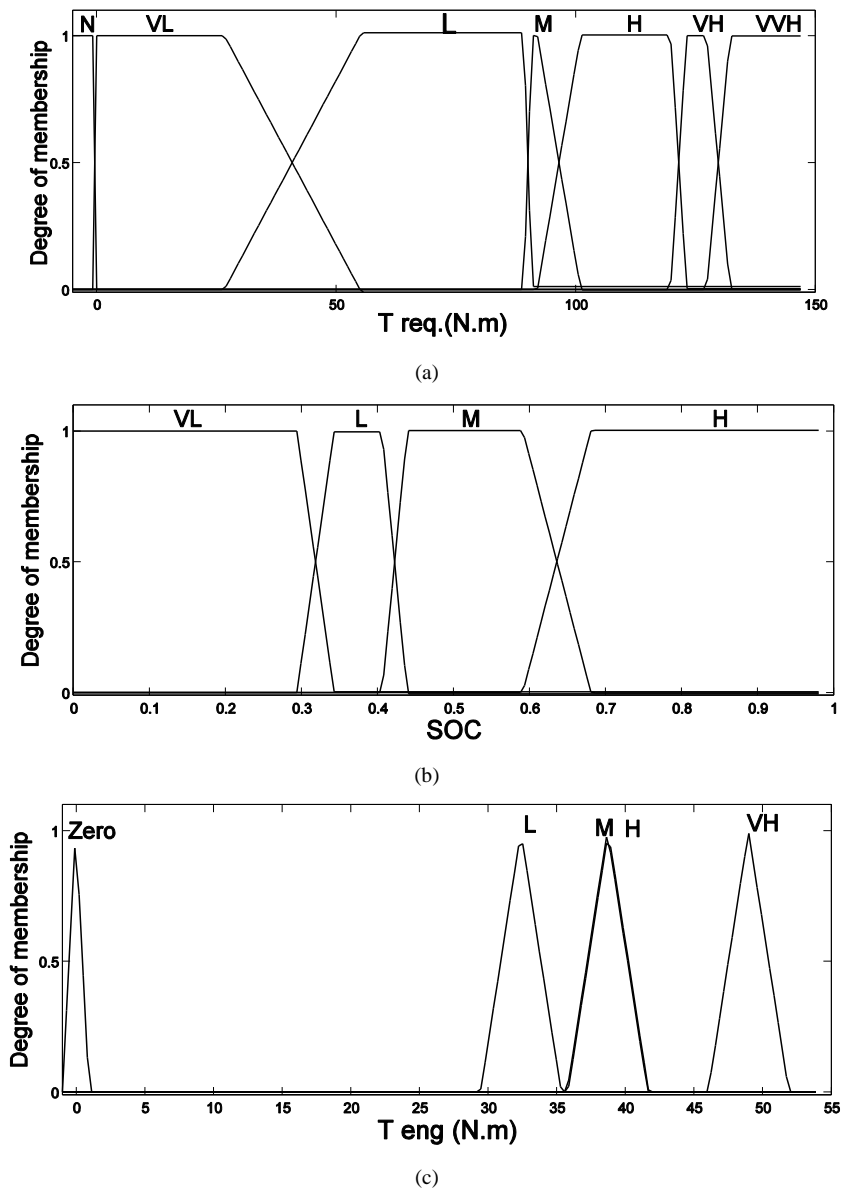 N VL L M H VH VVH
1
0.5
0
Degree of membership
0 50 100 150
T req.(N.m)
(a)
VL L M H
1
0.5
0
Degree of membership
0 0.1 0.2 0.3 0.4 0.5 0.6 0.7 0.8 0.9 1
SOC
(b)
Zero L M H VH
1
0.5
0
Degree of membership
0 5 10 15 20 25 30 35 40 45 50 55
T eng (N.m)
(c)